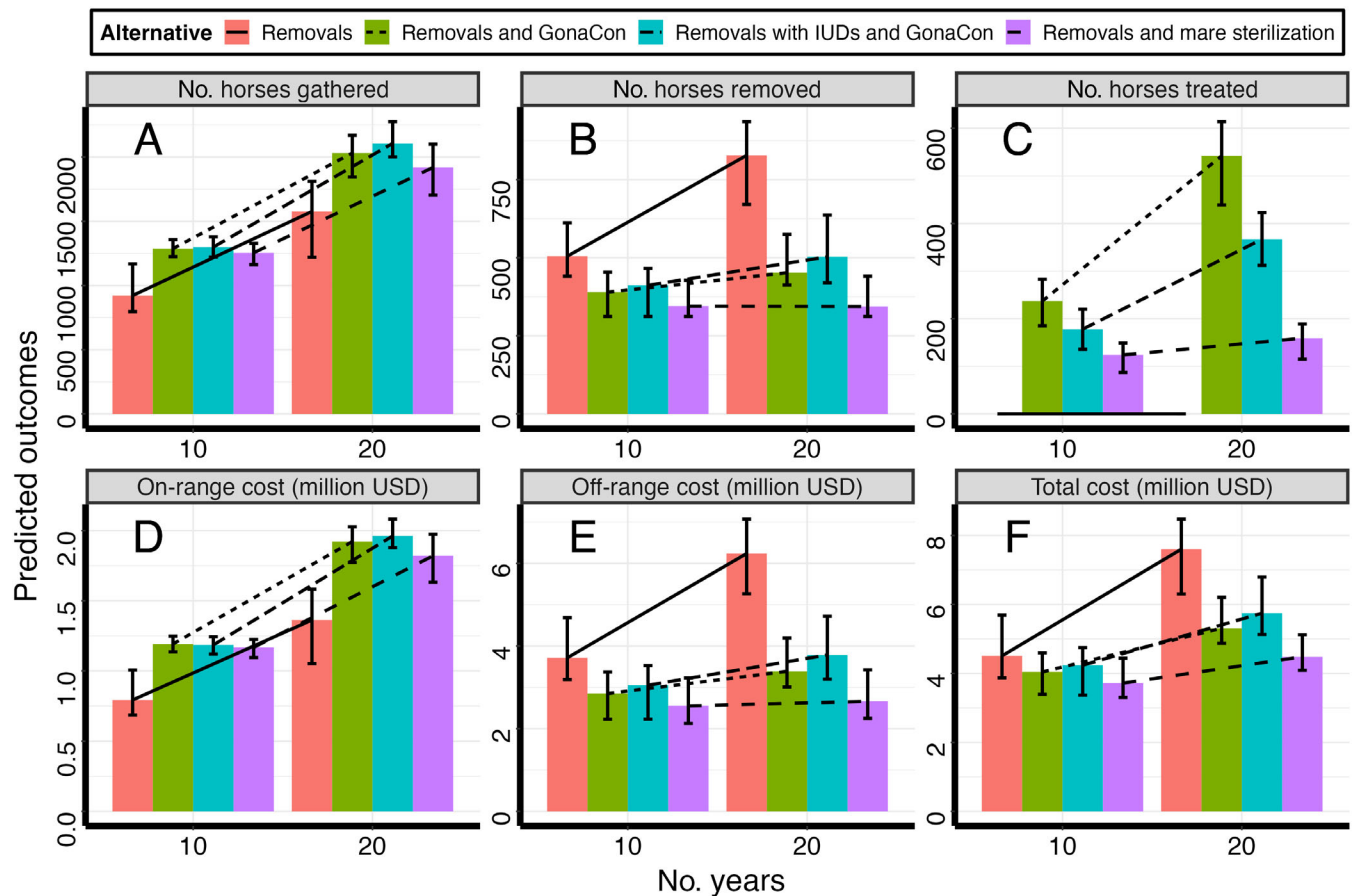 Alternative Removals Removals and GonaCon Removals with IUDs and GonaCon Removals and mare sterilization
No. horses gathered No. horses removed No. horses treated
A B C
0 500 1000 1500 2000
0 250 500 750
0 200 400 600
10 20 10 20 10 20
On-range cost (million USD) Off-range cost (million USD) Total cost (million USD)
D E F
0.0 0.5 1.0 1.5 2.0
0 2 4 6
0 2 4 6 8
10 20 10 20 10 20
Predicted outcomes
No. years